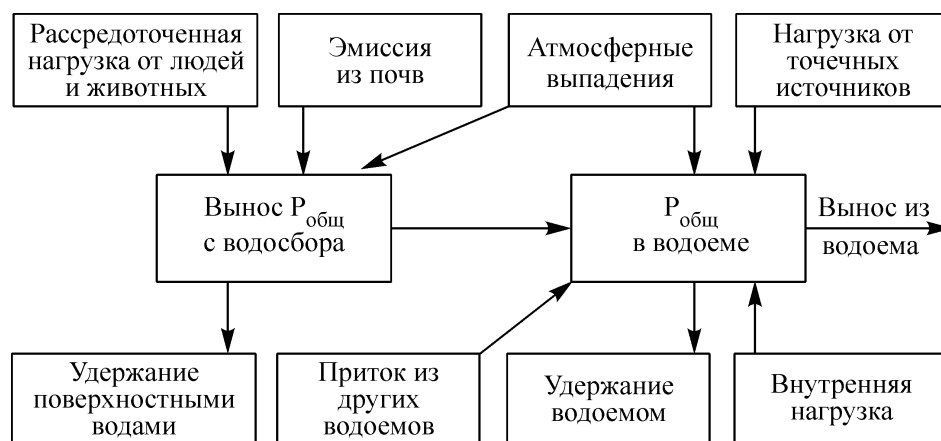 Рассредоточенная
нагрузка от людей
и животных
Эмиссия
из почв
Атмосферные
выпадения
Нагрузка от
точечных
источников
Вынос Pобщ
с водосбора
Pобщ
в водоеме
Вынос из
водоема
Удержание
поверхностными
водами
Приток из
других
водоемов
Удержание
водоемом
Внутренняя
нагрузка